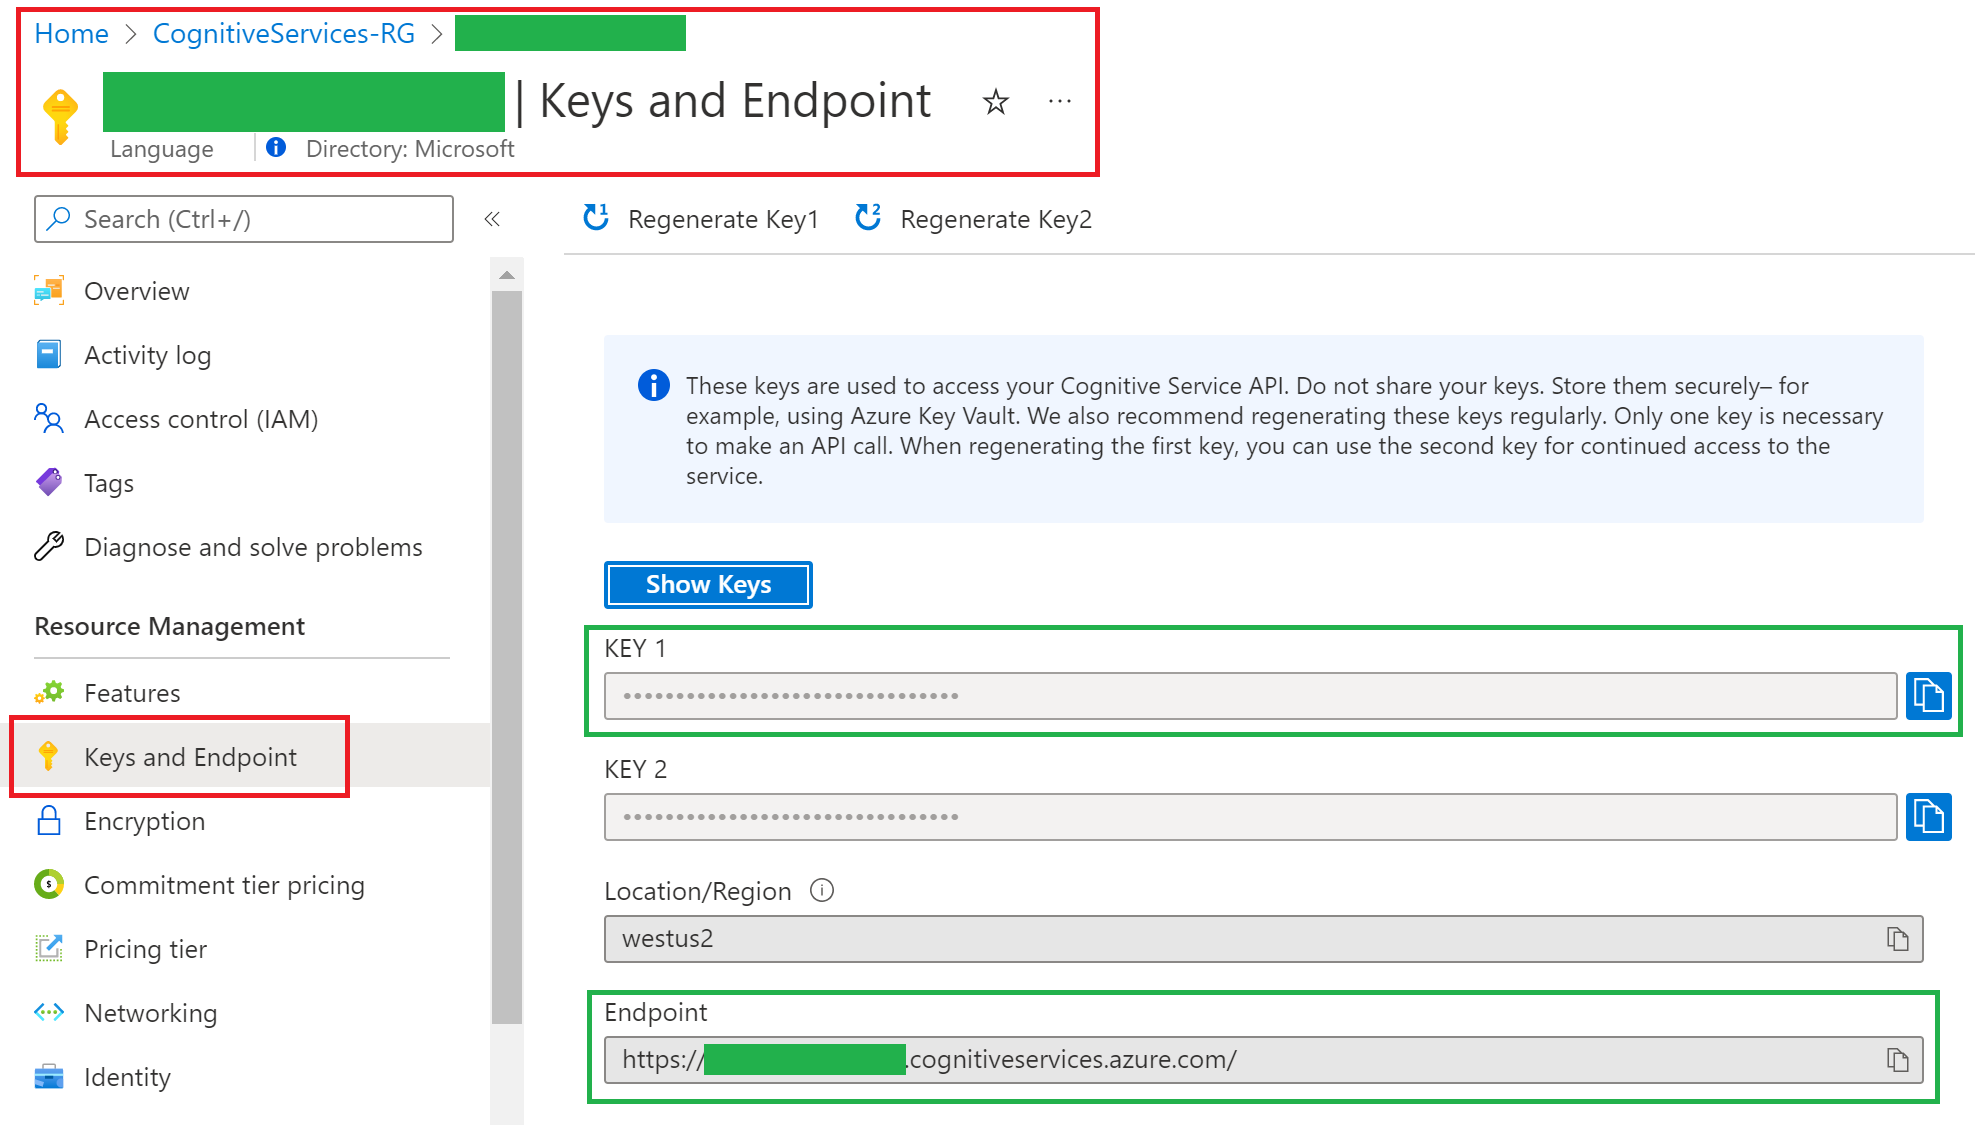 Home > CognitiveServices-RG >
| Keys and Endpoint ☆ ...
Language | Directory: Microsoft
Search (Ctrl+/) «
Regenerate Key1 Regenerate Key2
Overview
Activity log
Access control (IAM)
Tags
Diagnose and solve problems
Resource Management
Features
Keys and Endpoint
Encryption
Commitment tier pricing
Pricing tier
Networking
Identity
These keys are used to access your Cognitive Service API. Do not share your keys. Store them securely– for
example, using Azure Key Vault. We also recommend regenerating these keys regularly. Only one key is necessary
to make an API call. When regenerating the first key, you can use the second key for continued access to the
service.
Show Keys
KEY 1
••••••••••••••••••••••••••••••••
KEY 2
••••••••••••••••••••••••••••••••
Location/Region
westus2
Endpoint
https:// .cognitiveservices.azure.com/